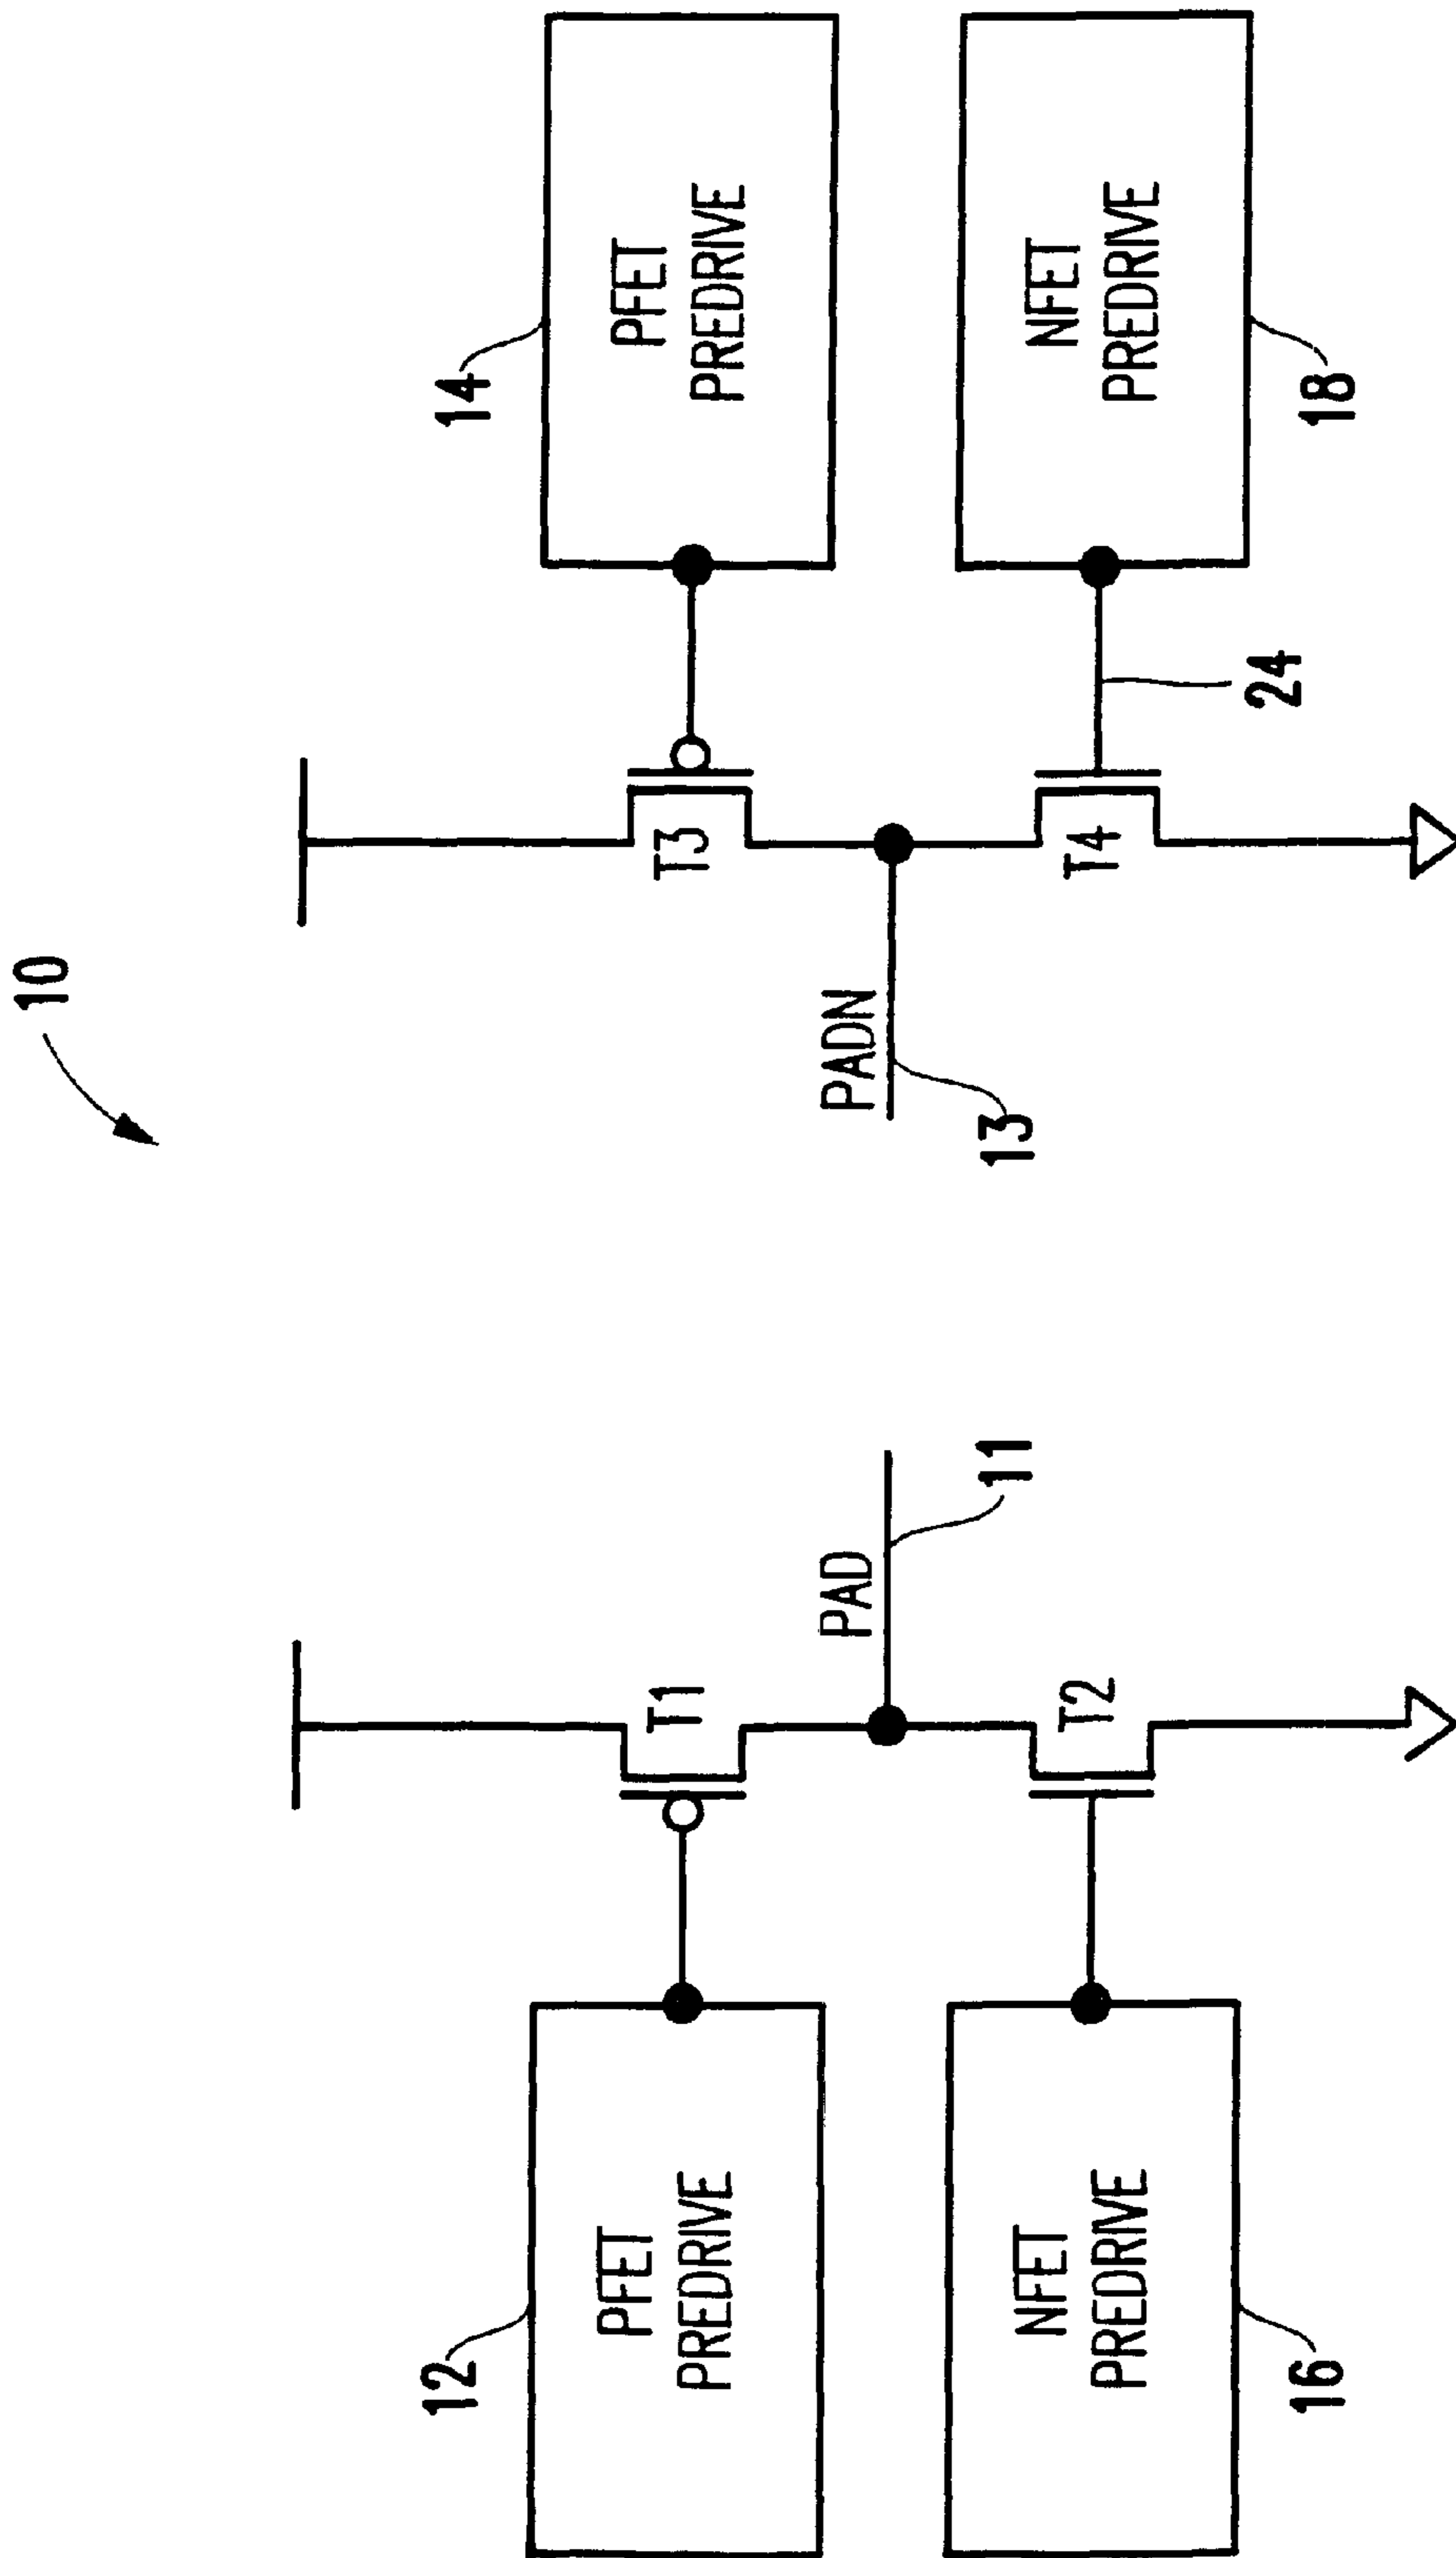 10
12
PFET
PREDRIVE
T1
T3
14
PFET
PREDRIVE
PAD
11
PADN
13
16
NFET
PREDRIVE
T2
T4
24
18
NFET
PREDRIVE